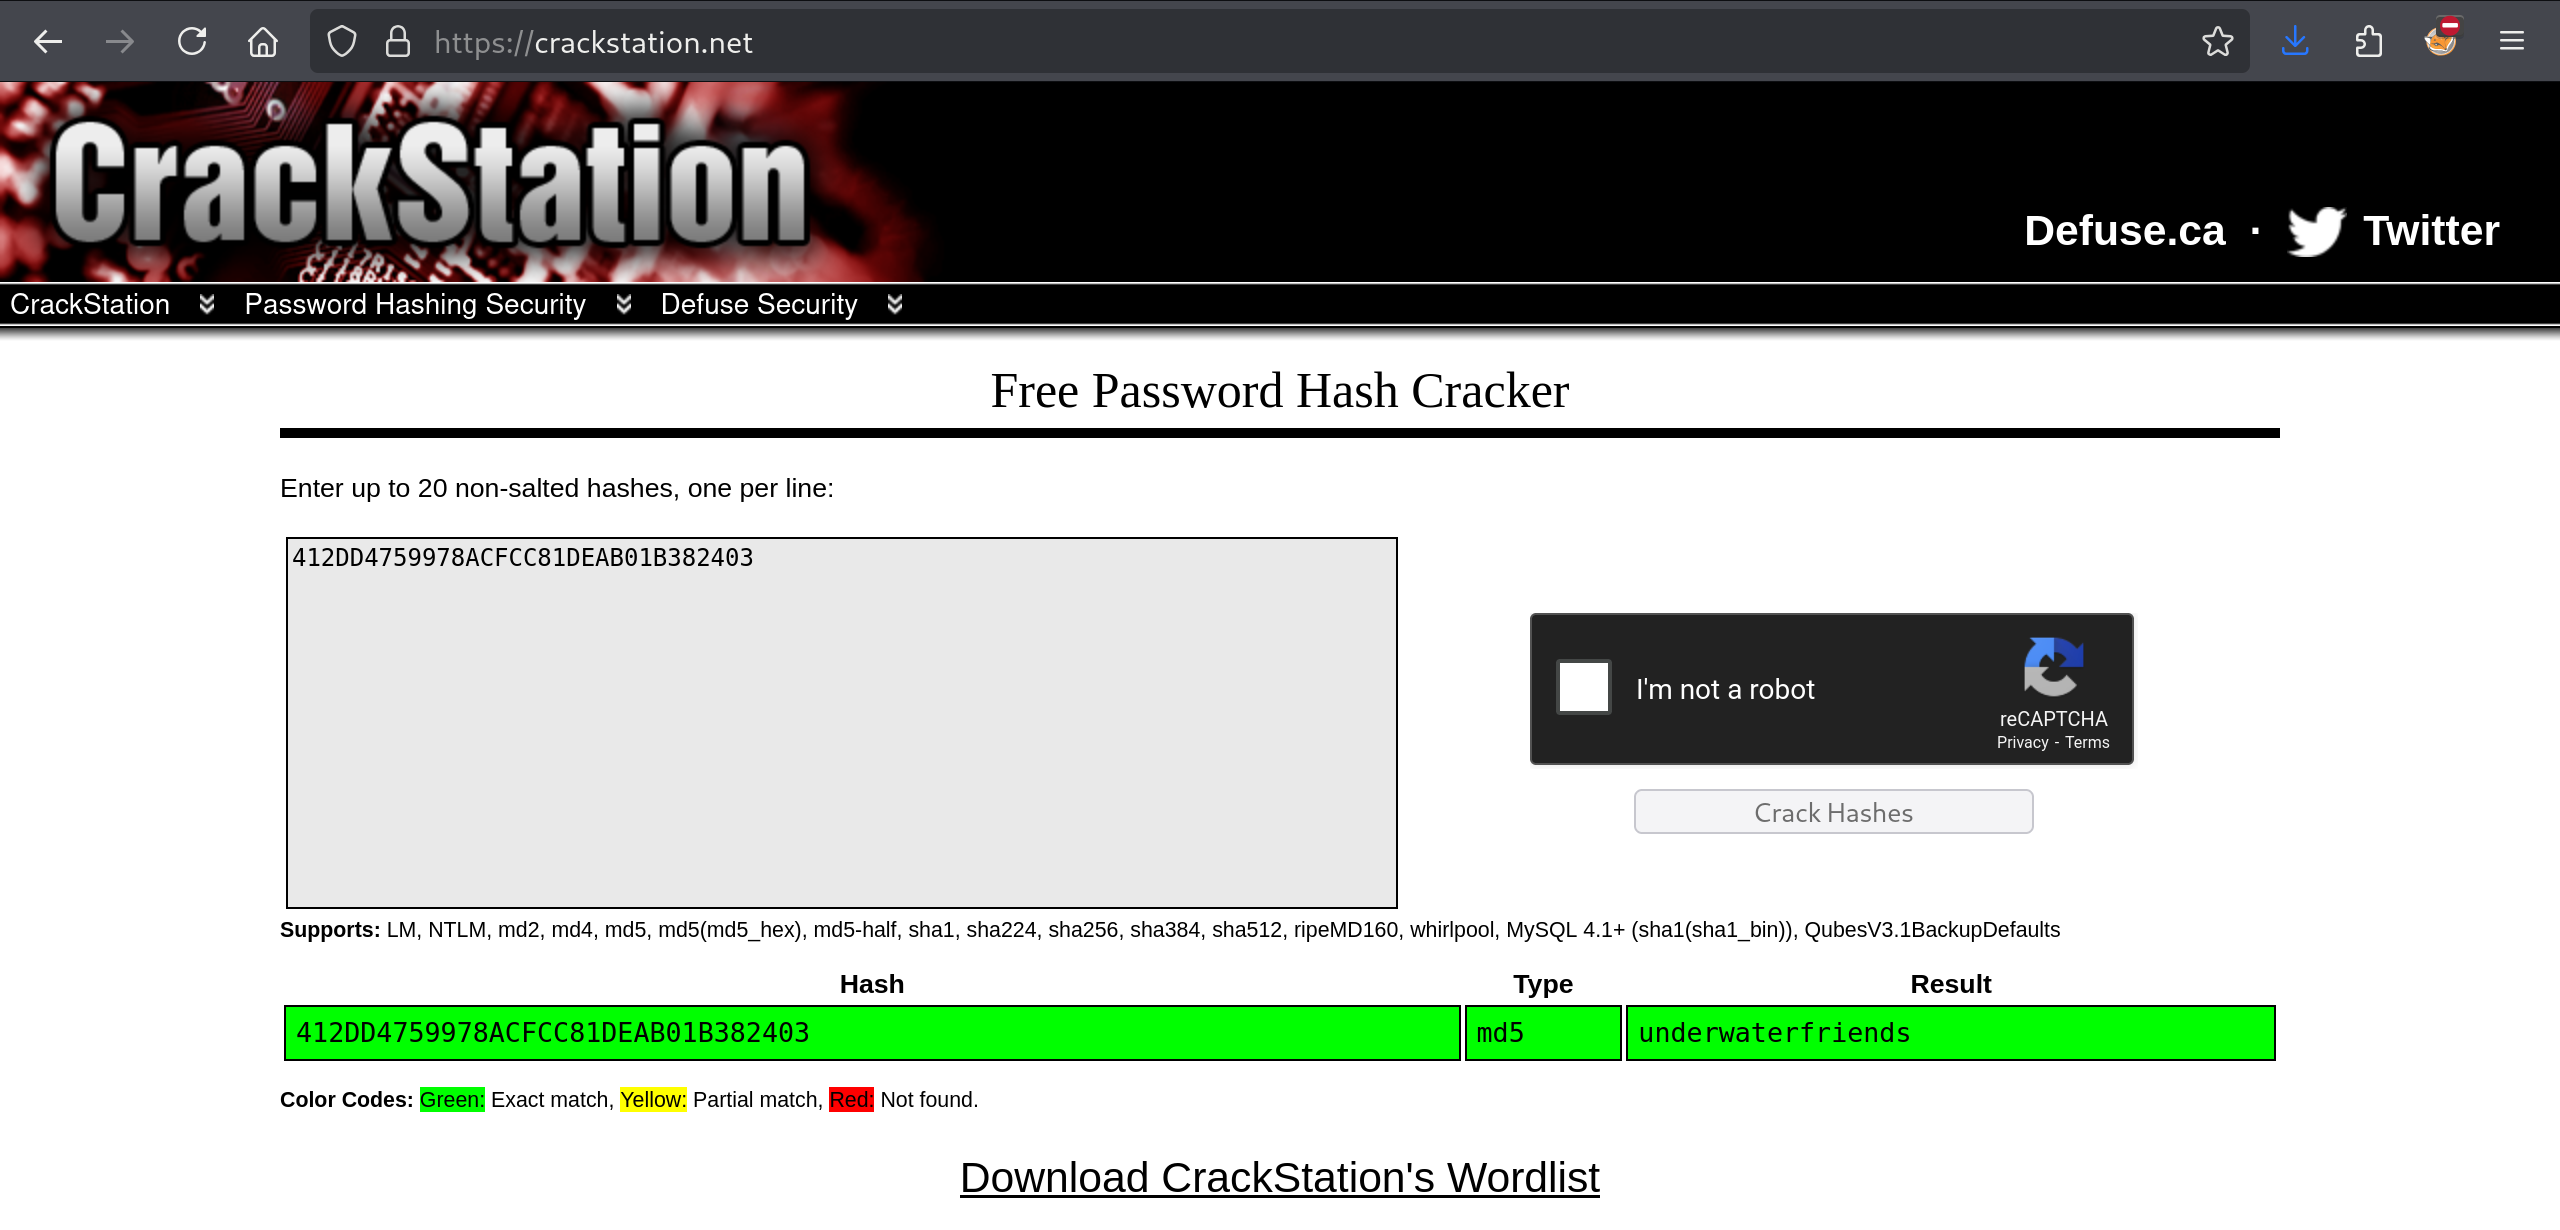 https://crackstation.net
CrackStation
Defuse.ca · Twitter
CrackStation Password Hashing Security Defuse Security
Free Password Hash Cracker
Enter up to 20 non-salted hashes, one per line:
412DD4759978ACFCC81DEAB01B382403
I'm not a robot
reCAPTCHA
Privacy - Terms
Crack Hashes
Supports: LM, NTLM, md2, md4, md5, md5(md5_hex), md5-half, sha1, sha224, sha256, sha384, sha512, ripeMD160, whirlpool, MySQL 4.1+ (sha1(sha1_bin)), QubesV3.1BackupDefaults
Hash Type Result
412DD4759978ACFCC81DEAB01B382403 md5 underwaterfriends
Color Codes: Green: Exact match, Yellow: Partial match, Red: Not found.
Download CrackStation's Wordlist